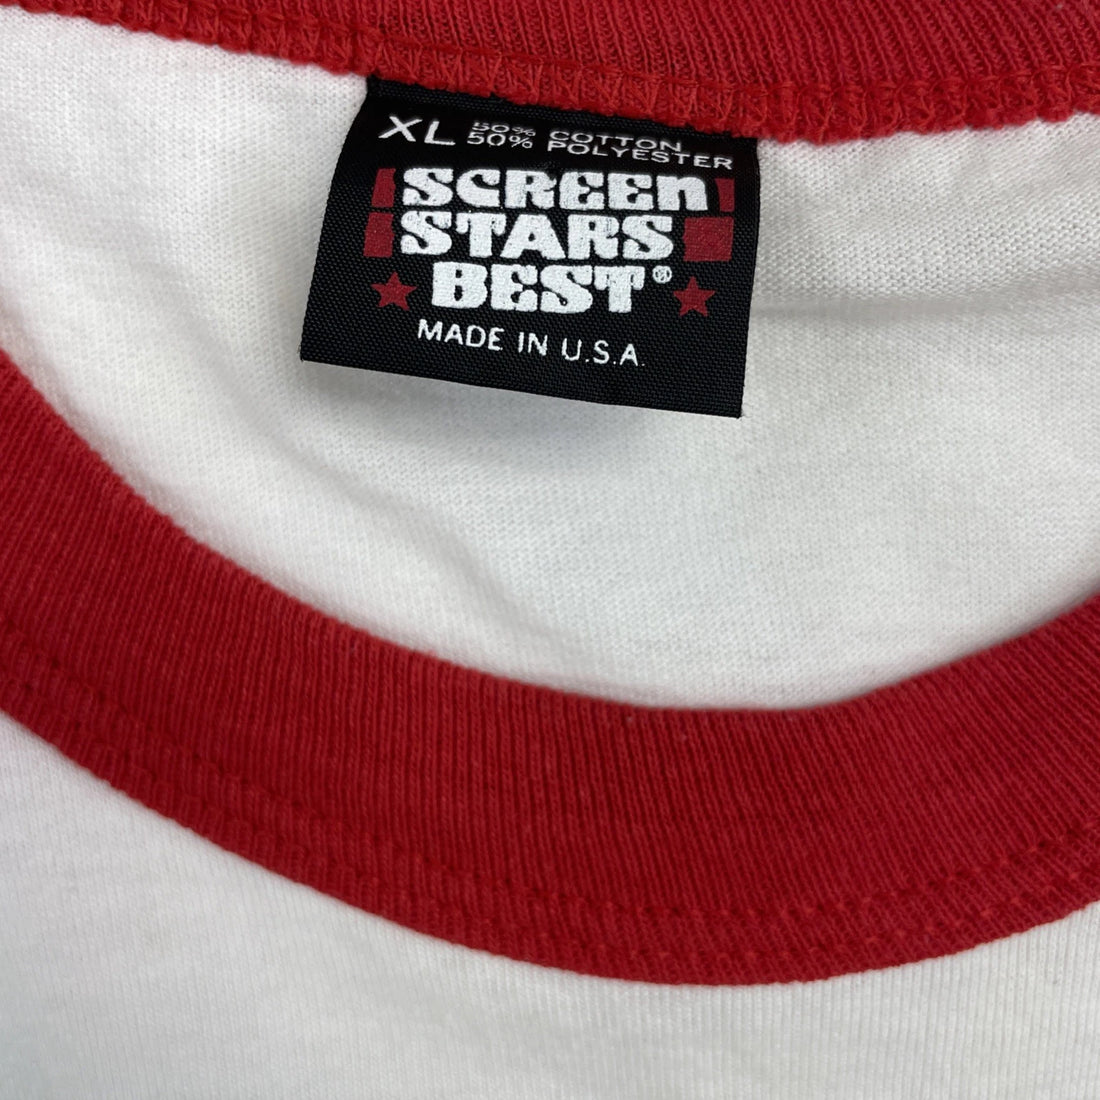 XL 50% COTTON
50% POLYESTER
SCREEN
STARS
BEST®
MADE IN U.S.A.